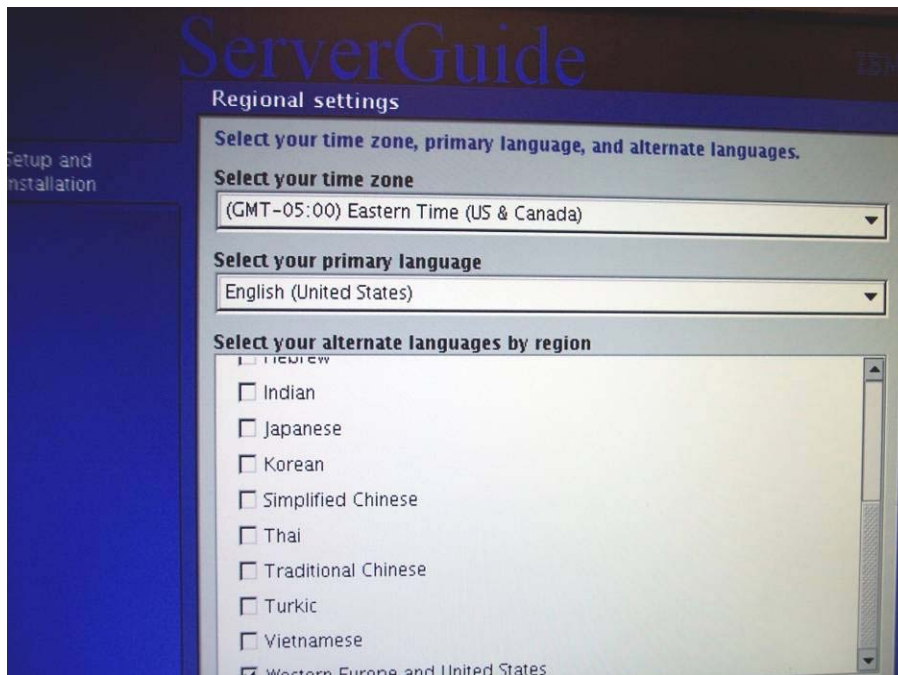 ServerGuide
IBM
Regional settings
Setup and
Installation
Select your time zone, primary language, and alternate languages.
Select your time zone
(GMT-05:00) Eastern Time (US & Canada)
Select your primary language
English (United States)
Select your alternate languages by region
Hebrew
Indian
Japanese
Korean
Simplified Chinese
Thai
Traditional Chinese
Turkic
Vietnamese
Western Europe and United States